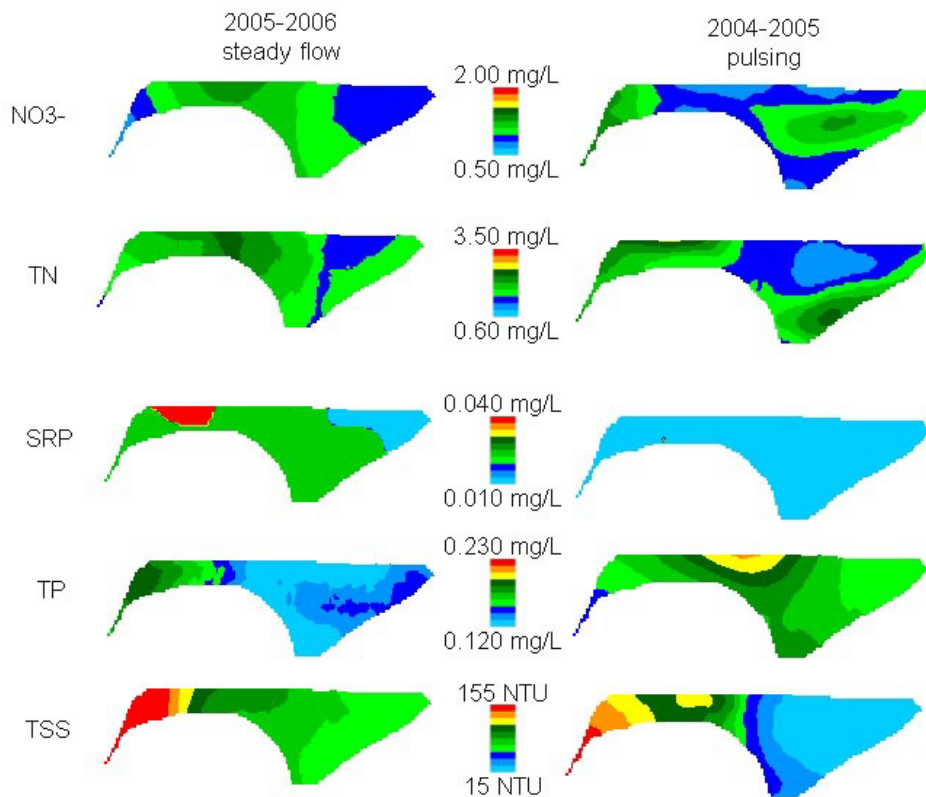 2005-2006
steady flow
2004-2005
pulsing
NO3-
2.00 mg/L
0.50 mg/L
TN
3.50 mg/L
0.60 mg/L
SRP
0.040 mg/L
0.010 mg/L
TP
0.230 mg/L
0.120 mg/L
TSS
155 NTU
15 NTU